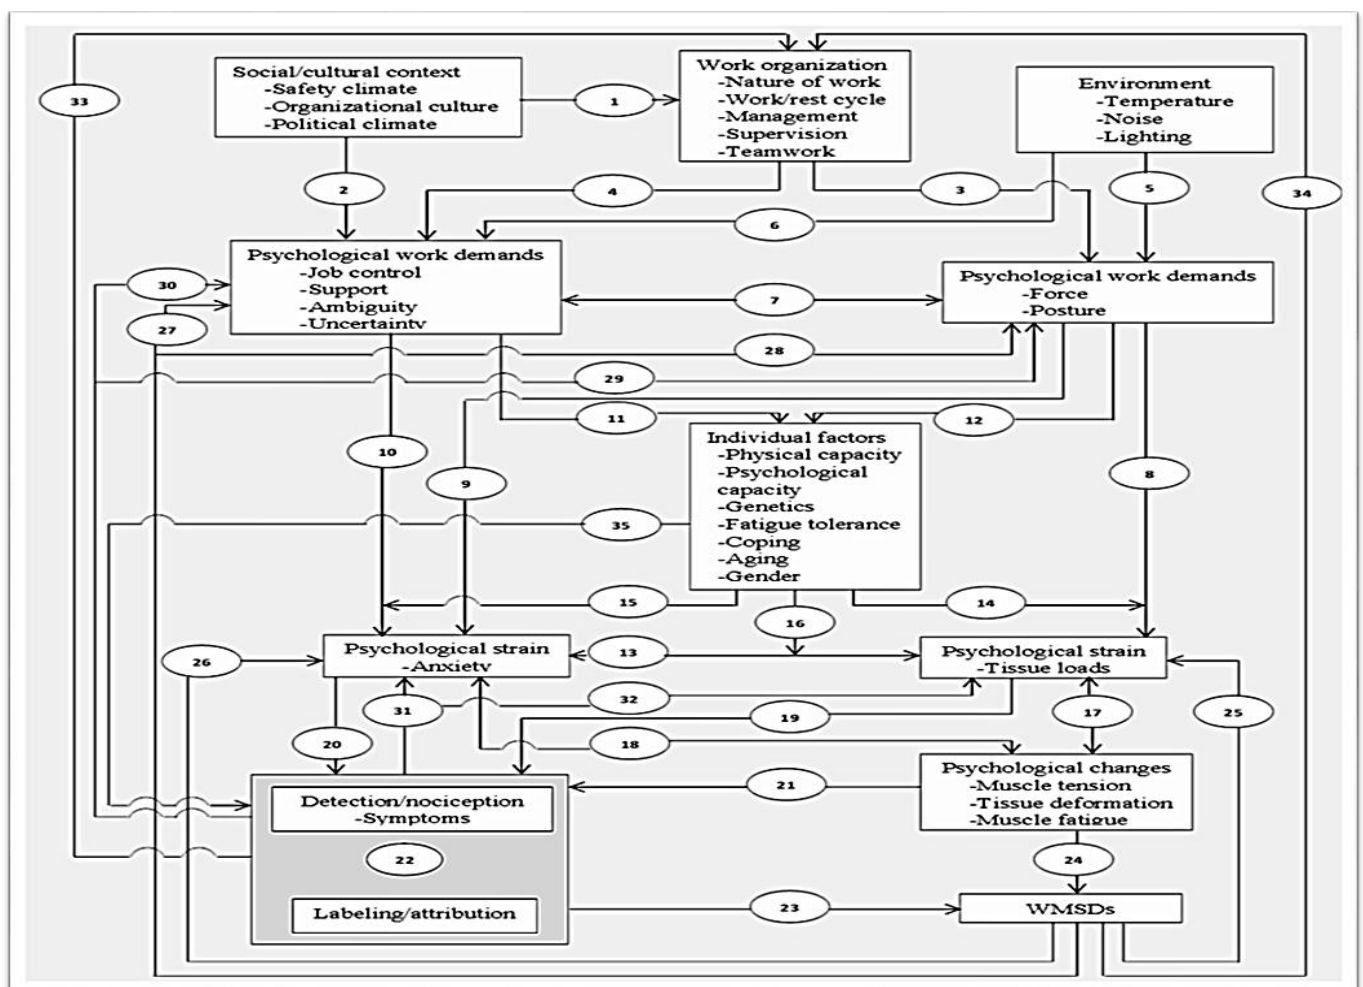 Social/cultural context
-Safety climate
-Organizational culture
-Political climate
Work organization
-Nature of work
-Work/rest cycle
-Management
-Supervision
-Teamwork
Environment
-Temperature
-Noise
-Lighting
33
1
2
4
3
5
34
6
Psychological work demands
-Job control
-Support
-Ambiguity
-Uncertainty
30
27
7
Psychological work demands
-Force
-Posture
28
29
11
12
10
9
8
Individual factors
-Physical capacity
-Psychological
capacity
-Genetics
-Fatigue tolerance
-Coping
-Aging
-Gender
35
15
14
16
26
Psychological strain
-Anxiety
13
Psychological strain
-Tissue loads
32
31
19
17
25
20
18
Psychological changes
-Muscle tension
-Tissue deformation
-Muscle fatigue
21
Detection/nociception
-Symptoms
22
24
Labeling/attribution
23
WMSDs